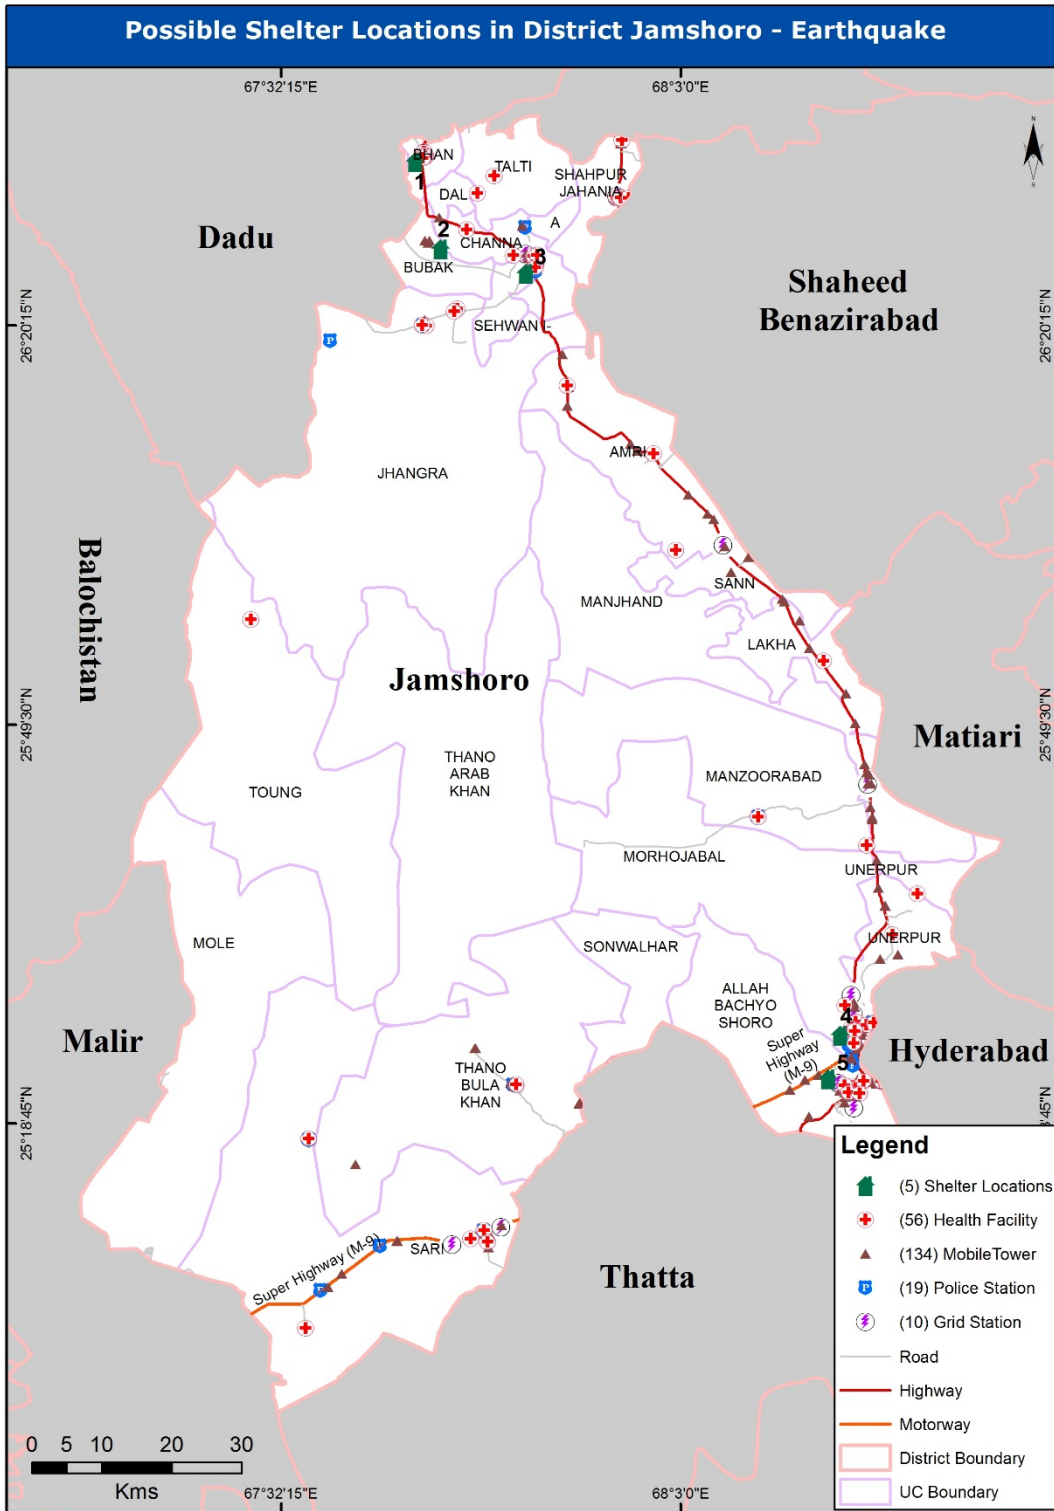 Possible Shelter Locations in District Jamshoro - Earthquake
67°32'15"E
68°3'0"E
N
BHAN
1
TALTI
DAL
SHAHPUR
JAHANIA
A
Dadu
2
CHANNA
3
BUBAK
Shaheed
Benazirabad
26°20'15"N
26°20'15"N
SEHWAN I-
AMRI
JHANGRA
Balochistan
SANN
MANJHAND
LAKHA
Jamshoro
25°49'30"N
25°49'30"N
Matiari
THANO
ARAB
KHAN
MANZOORABAD
TOUNG
MORHOJABAL
UNERPUR
UNERPUR
MOLE
SONWALHAR
ALLAH
BACHYO
SHORO
4
Malir
Super
Highway
(M-9)
5
Hyderabad
THANO
BULA
KHAN
25°18'45"N
8'45"N
SARI
Super Highway (M-9)
Thatta
Legend
(5) Shelter Locations
(56) Health Facility
(134) MobileTower
P (19) Police Station
(10) Grid Station
Road
Highway
Motorway
District Boundary
UC Boundary
0 5 10 20 30
Kms
67°32'15"E
68°3'0"E